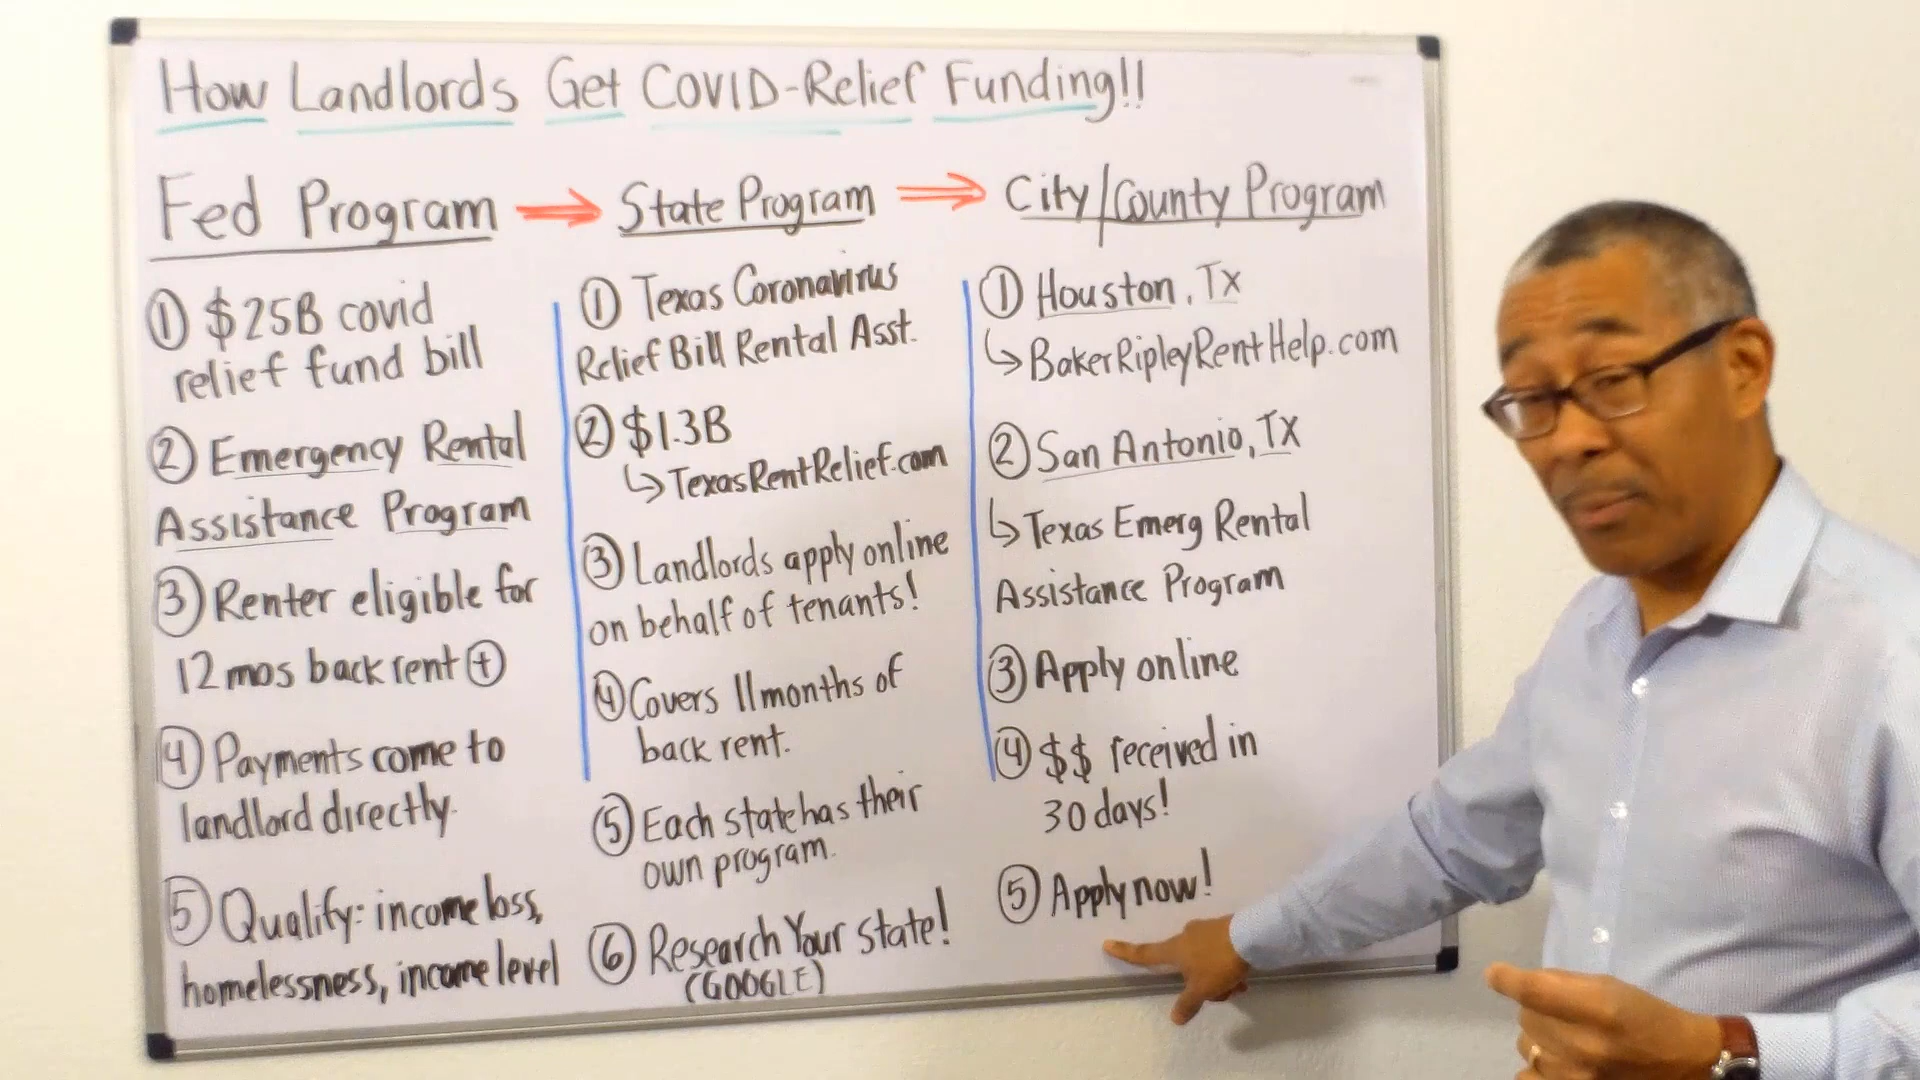 How Landlords Get COVID-Relief Funding!!
Fed Program
① $25B covid
relief fund bill
② Emergency Rental
Assistance Program
③ Renter eligible for
12 mos back rent ⊕
④ Payments come to
landlord directly.
⑤ Qualify: income loss,
homelessness, income level
State Program
① Texas Coronavirus
Relief Bill Rental Asst.
② $1.3B
↳ TexasRentRelief.com
③ Landlords apply online
on behalf of tenants!
④ Covers 11 months of
back rent.
⑤ Each state has their
own program.
⑥ Research Your state!
(GOOGLE)
City/County Program
① Houston, Tx
↳ BakerRipleyRentHelp.com
② San Antonio, TX
↳ Texas Emerg Rental
Assistance Program
③ Apply online
④ $$ received in
30 days!
⑤ Apply now!